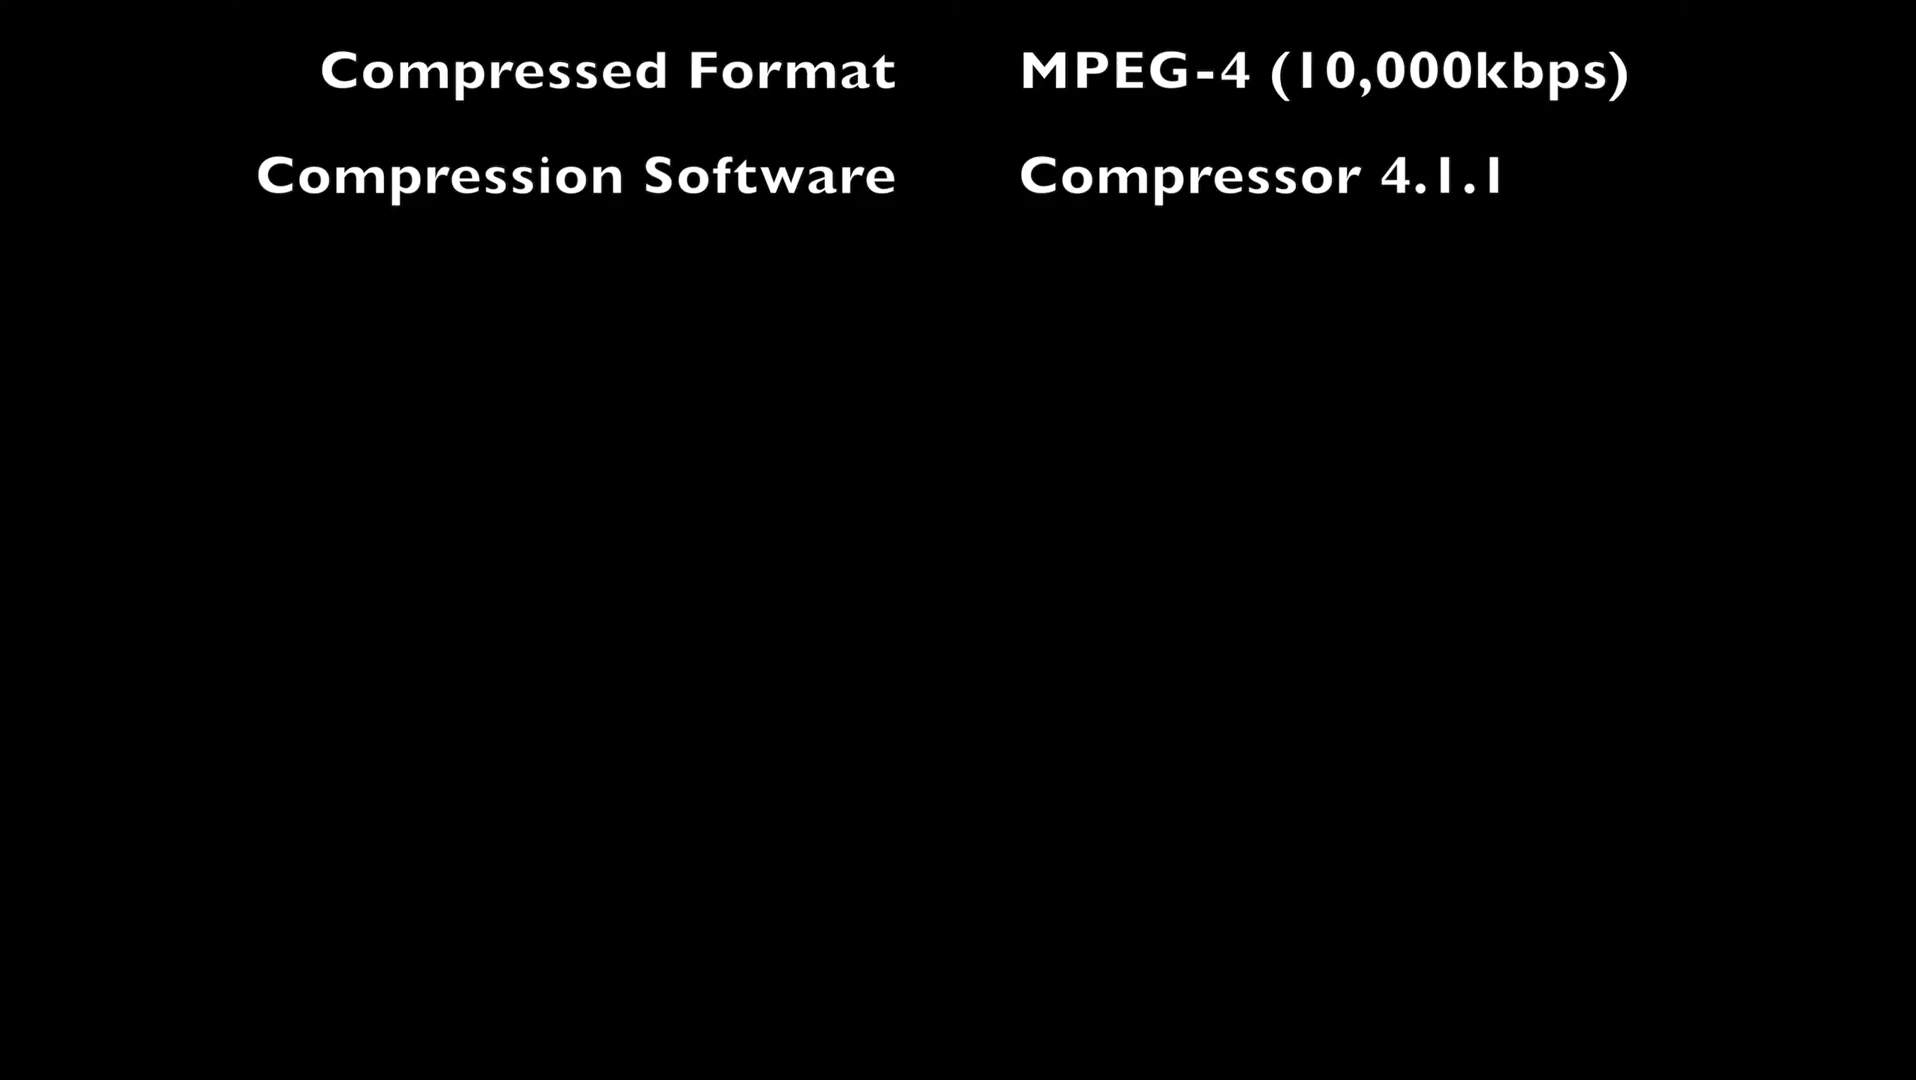 Compressed Format MPEG-4 (10,000kbps)
Compression Software Compressor 4.1.1